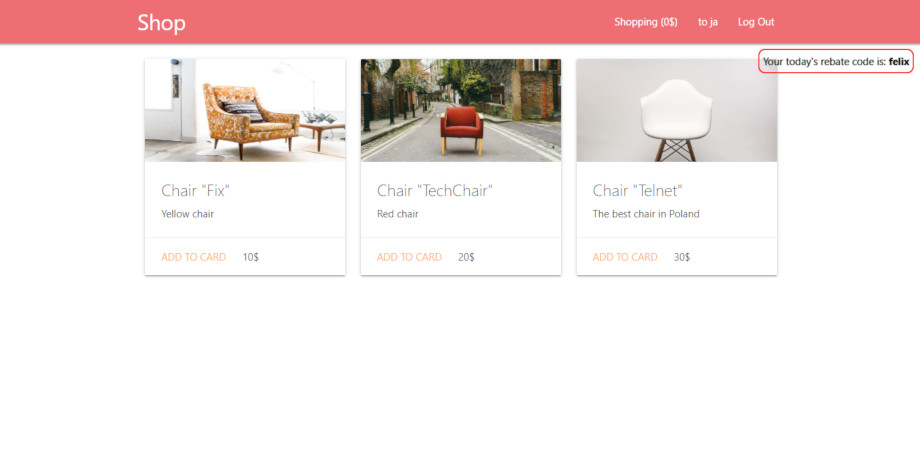 Shop
Shopping (0$) to ja Log Out
Your today's rebate code is: felix
Chair "Fix"
Yellow chair
ADD TO CARD 10$
Chair "TechChair"
Red chair
ADD TO CARD 20$
Chair "Telnet"
The best chair in Poland
ADD TO CARD 30$